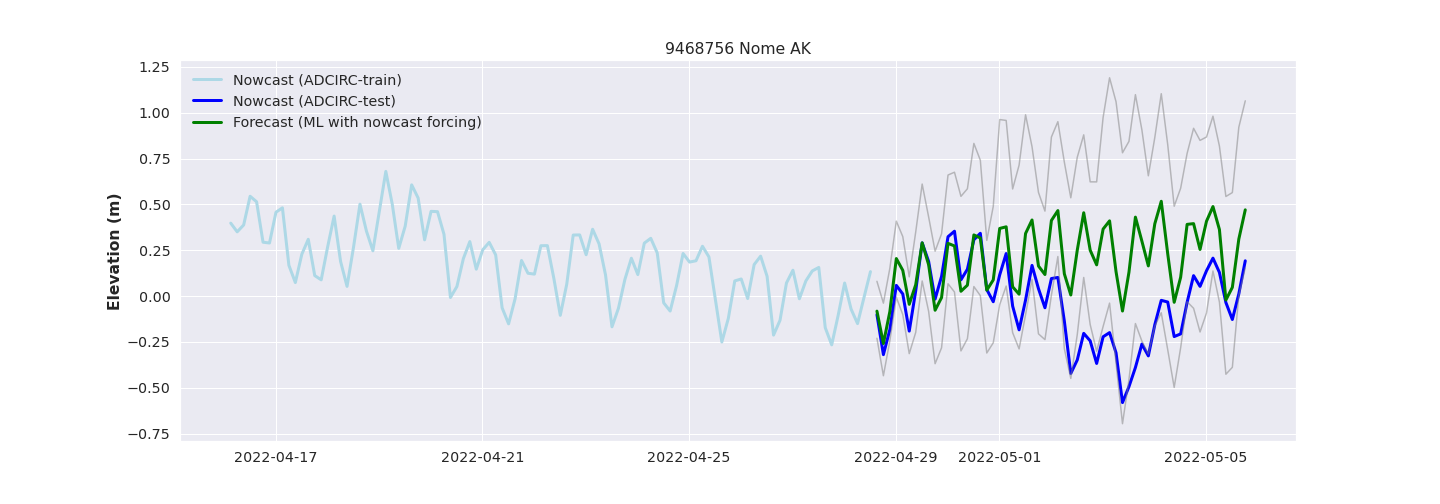 9468756 Nome AK
Nowcast (ADCIRC-train)
Nowcast (ADCIRC-test)
Forecast (ML with nowcast forcing)
Elevation (m)
1.25
1.00
0.75
0.50
0.25
0.00
−0.25
−0.50
−0.75
2022-04-17 2022-04-21 2022-04-25 2022-04-29 2022-05-01 2022-05-05